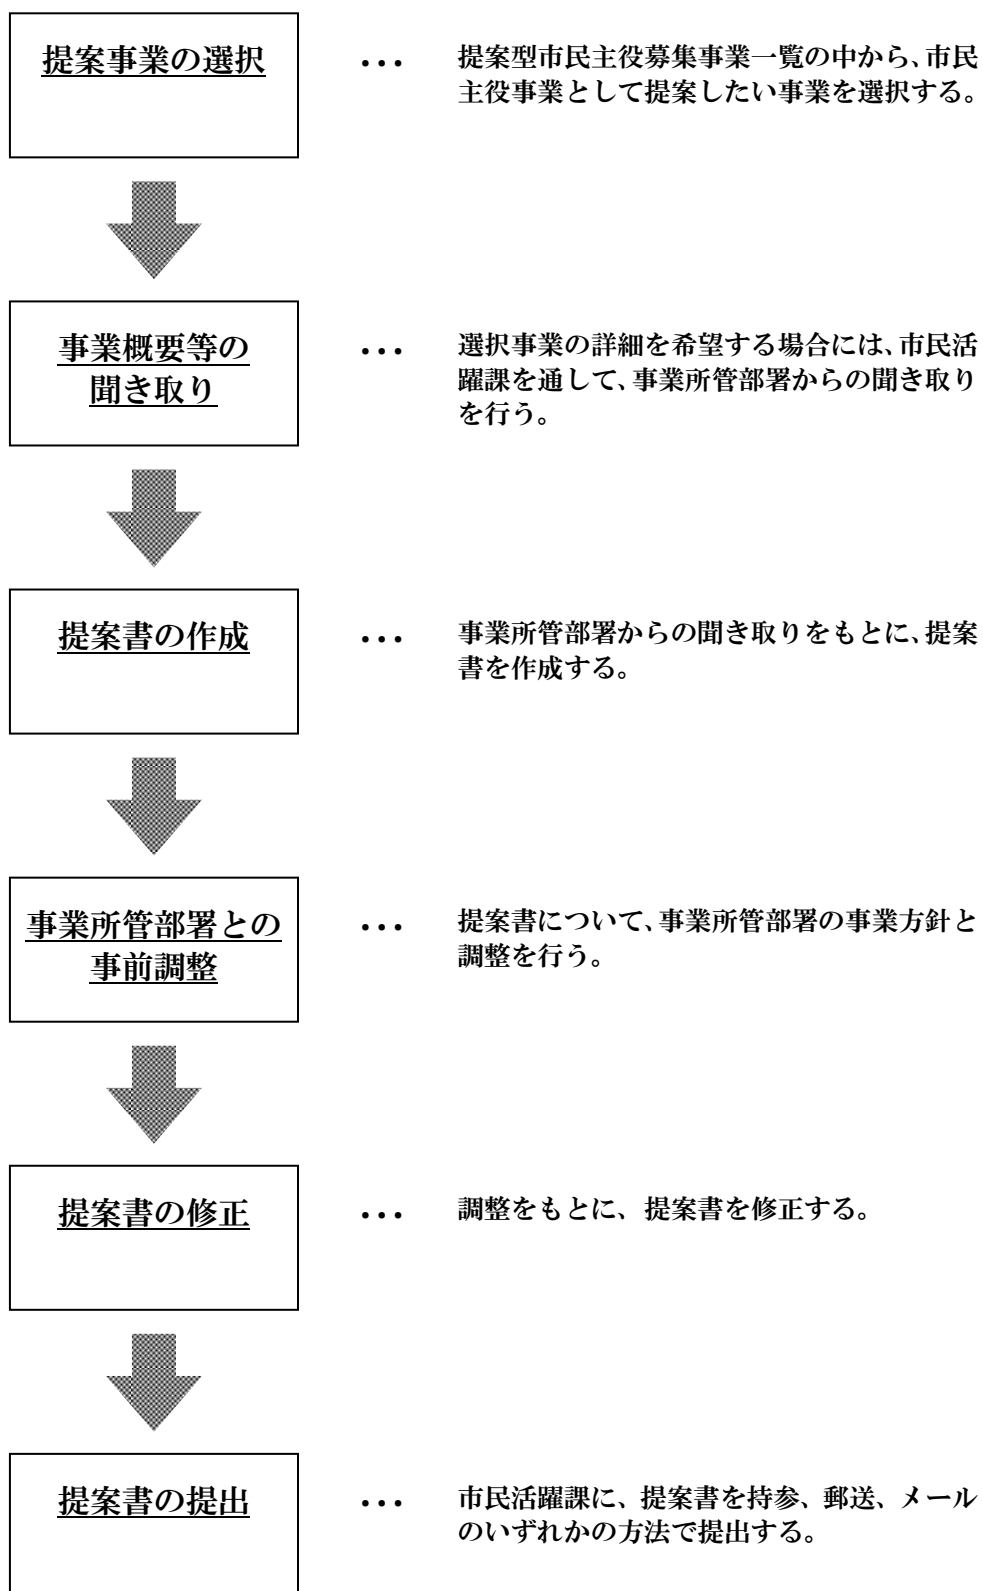 提案事業の選択
・・・
提案型市民主役募集事業一覧の中から、市民
主役事業として提案したい事業を選択する。
事業概要等の
聞き取り
・・・
選択事業の詳細を希望する場合には、市民活
躍課を通して、事業所管部署からの聞き取り
を行う。
提案書の作成
・・・
事業所管部署からの聞き取りをもとに、提案
書を作成する。
事業所管部署との
事前調整
・・・
提案書について、事業所管部署の事業方針と
調整を行う。
提案書の修正
・・・
調整をもとに、提案書を修正する。
提案書の提出
・・・
市民活躍課に、提案書を持参、郵送、メール
のいずれかの方法で提出する。